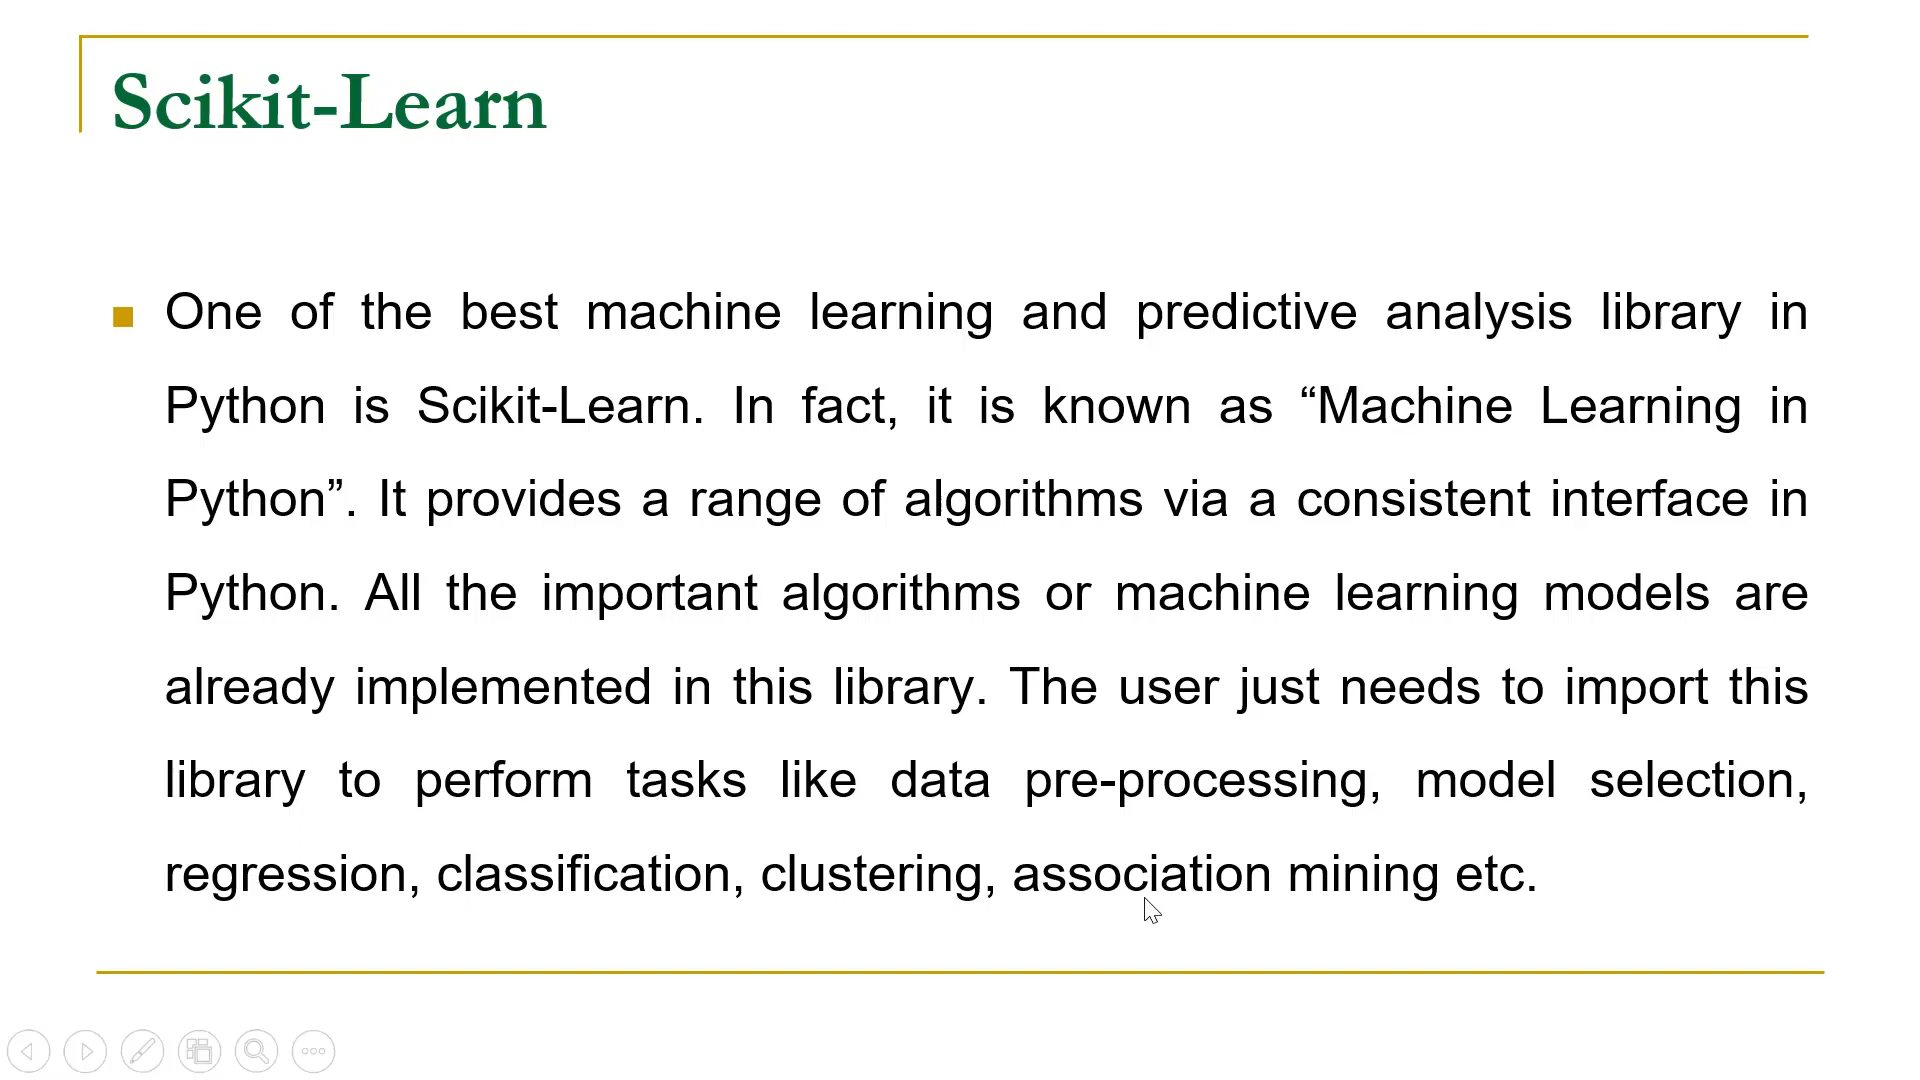 Scikit-Learn
One of the best machine learning and predictive analysis library in
Python is Scikit-Learn. In fact, it is known as “Machine Learning in
Python”. It provides a range of algorithms via a consistent interface in
Python. All the important algorithms or machine learning models are
already implemented in this library. The user just needs to import this
library to perform tasks like data pre-processing, model selection,
regression, classification, clustering, association mining etc.